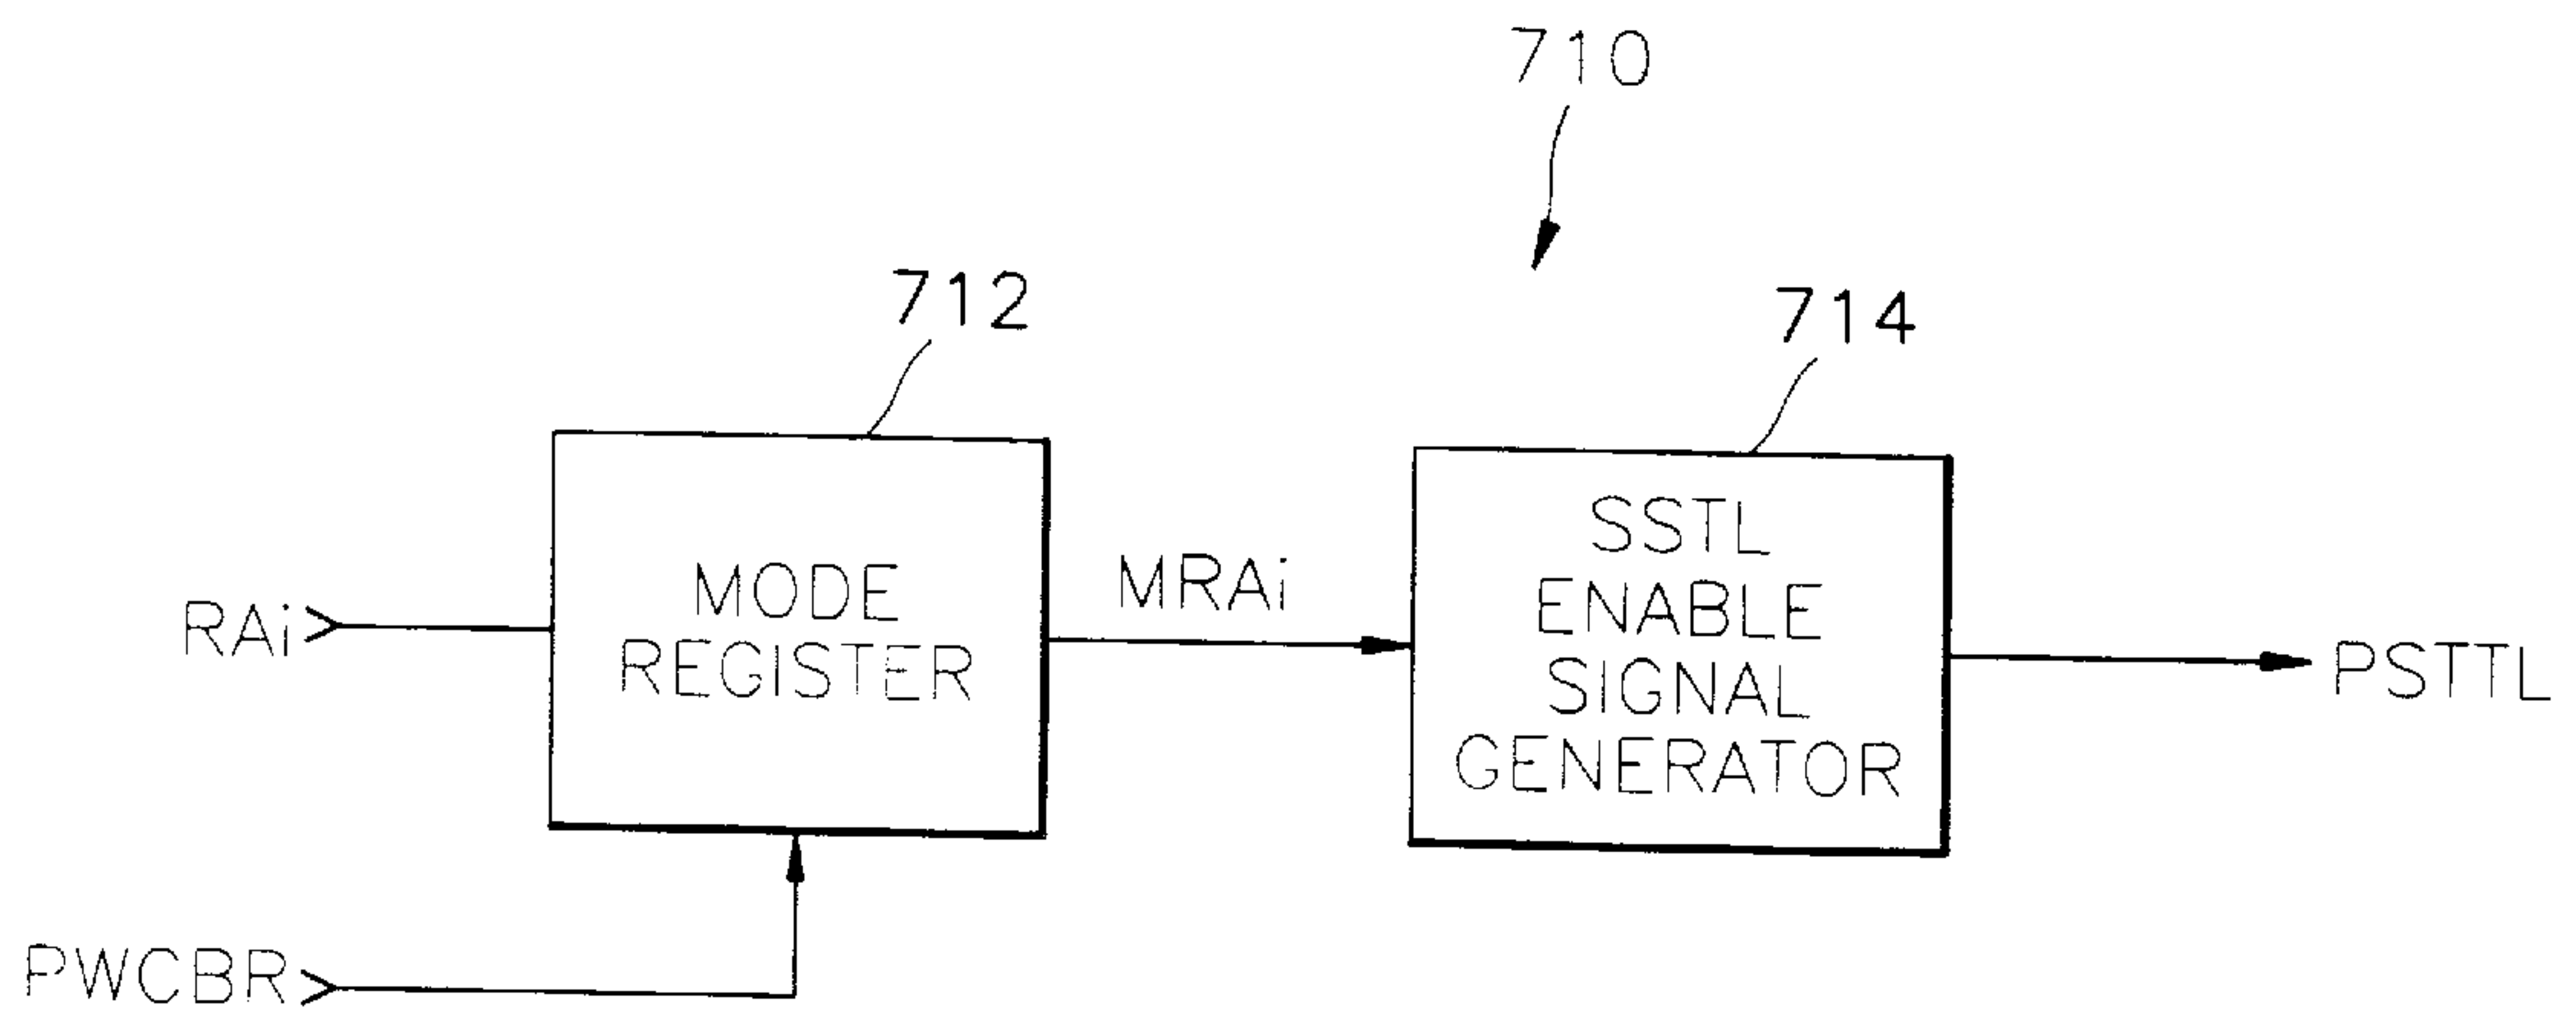 710
712
714
RAi
MODE
REGISTER
MRAi
SSTL
ENABLE
SIGNAL
GENERATOR
PSTTL
PWCBR